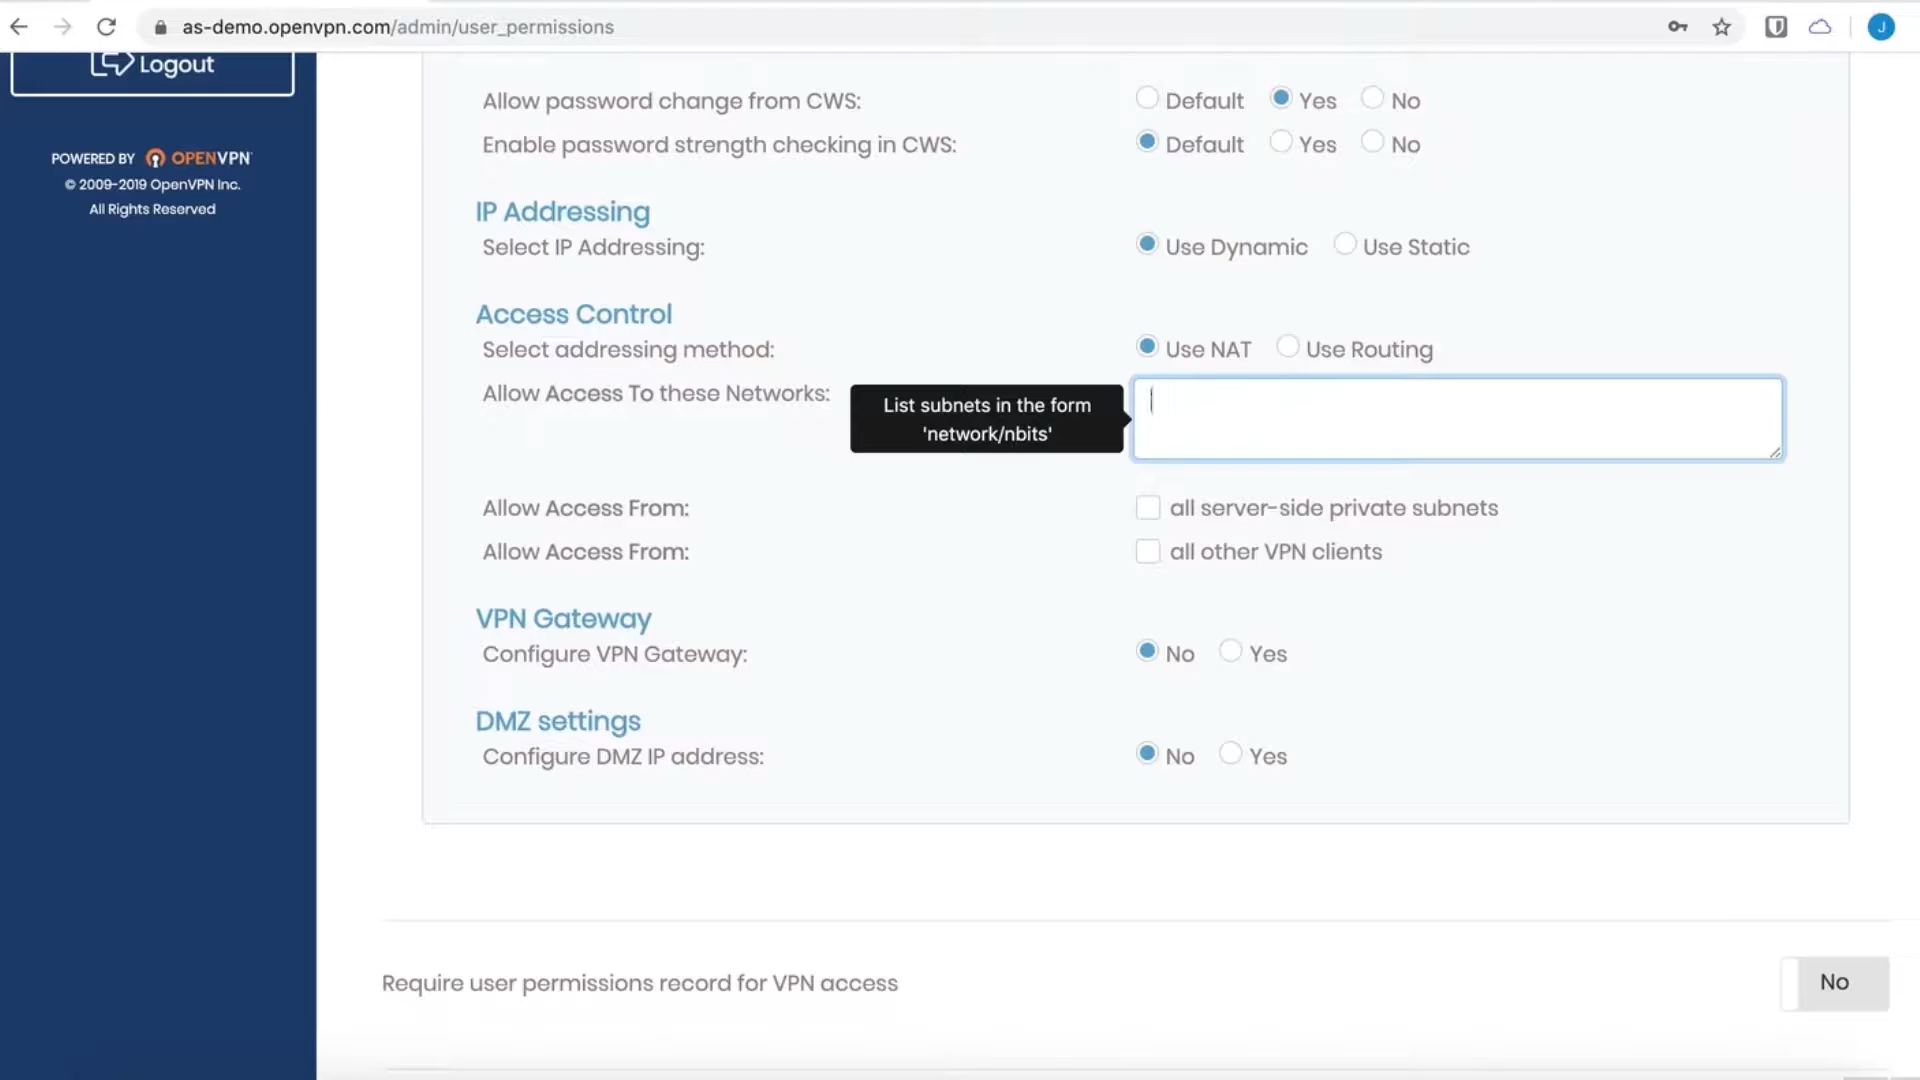 as-demo.openvpn.com/admin/user_permissions
J
Logout
POWERED BY OPENVPN
© 2009-2019 OpenVPN Inc.
All Rights Reserved
Allow password change from CWS: Default Yes No
Enable password strength checking in CWS: Default Yes No
IP Addressing
Select IP Addressing: Use Dynamic Use Static
Access Control
Select addressing method: Use NAT Use Routing
Allow Access To these Networks:
List subnets in the form
'network/nbits'
Allow Access From: all server-side private subnets
Allow Access From: all other VPN clients
VPN Gateway
Configure VPN Gateway: No Yes
DMZ settings
Configure DMZ IP address: No Yes
Require user permissions record for VPN access No